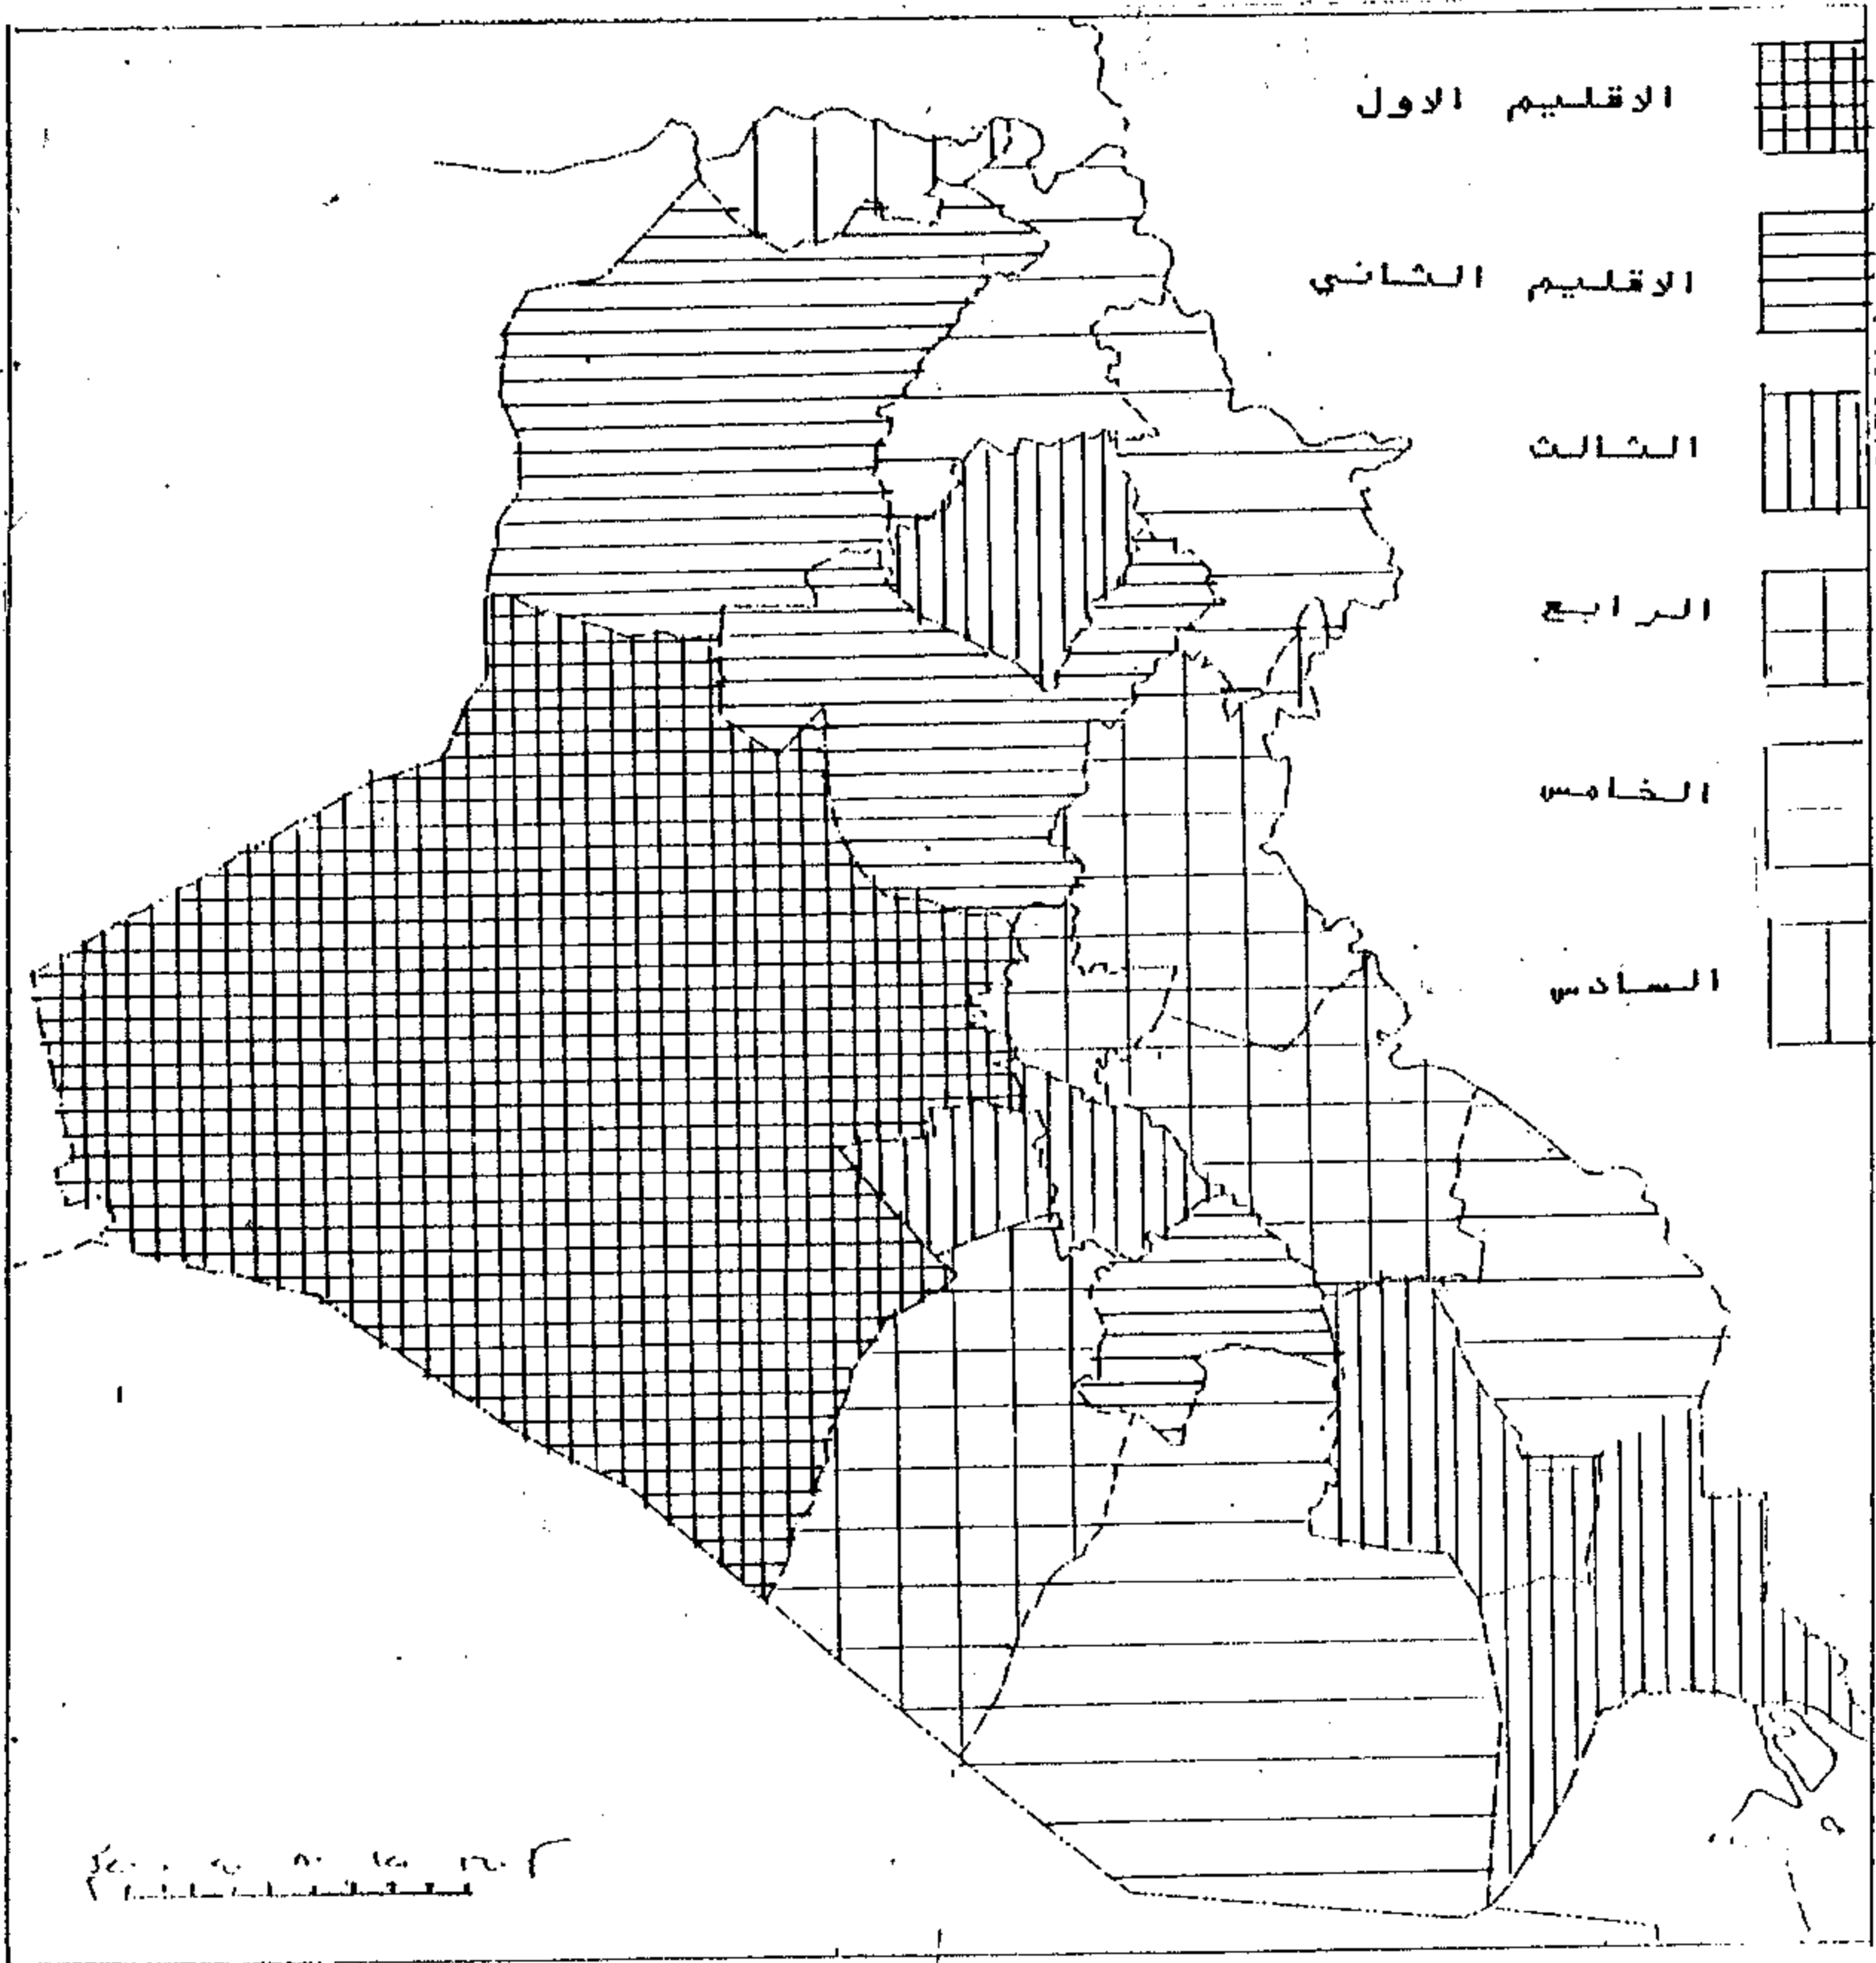 الاقليم الاول
الاقليم الثاني
الثالث
الرابع
الخامس
السادس